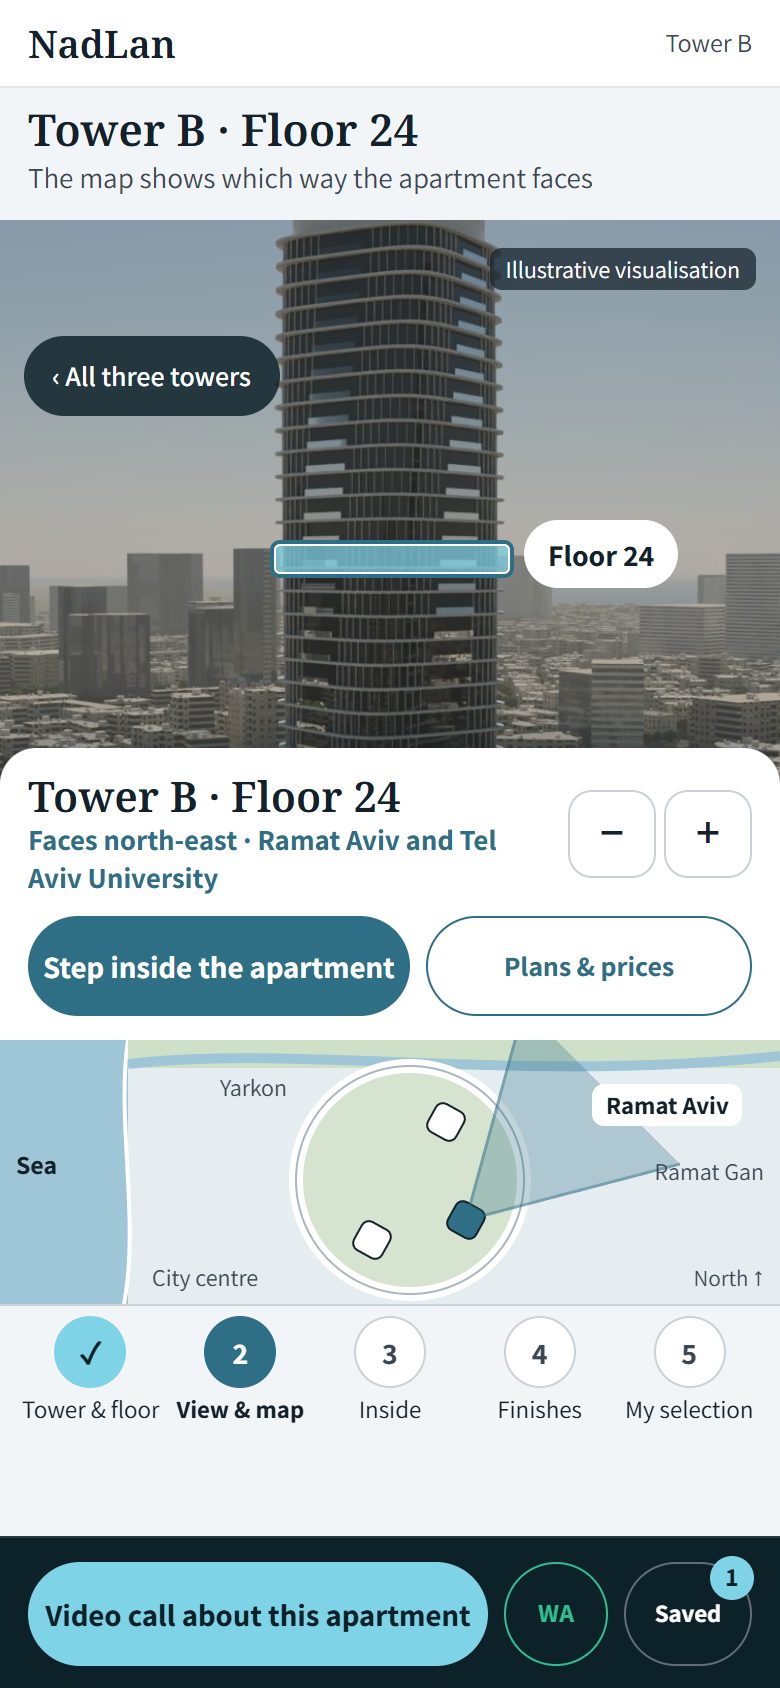 NadLan
Tower B
Tower B · Floor 24
The map shows which way the apartment faces
Illustrative visualisation
‹ All three towers
Floor 24
Tower B · Floor 24
Faces north-east · Ramat Aviv and Tel
Aviv University
−
+
Step inside the apartment
Plans & prices
Yarkon
Ramat Aviv
Sea
Ramat Gan
City centre
North ↑
✓
2
3
4
5
Tower & floor
View & map
Inside
Finishes
My selection
Video call about this apartment
WA
Saved
1